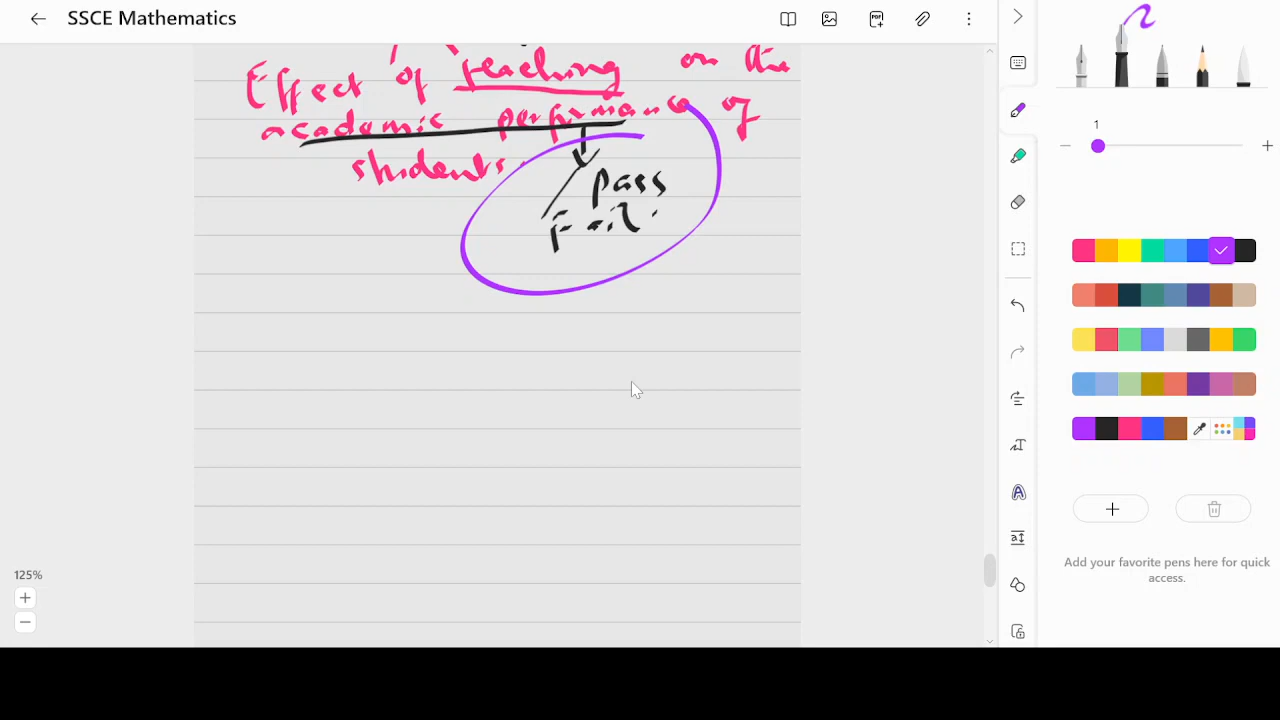 SSCE Mathematics
Effect of teaching on the
academic performance of
students.
pass
Fail.
1
125%
Add your favorite pens here for quick
access.